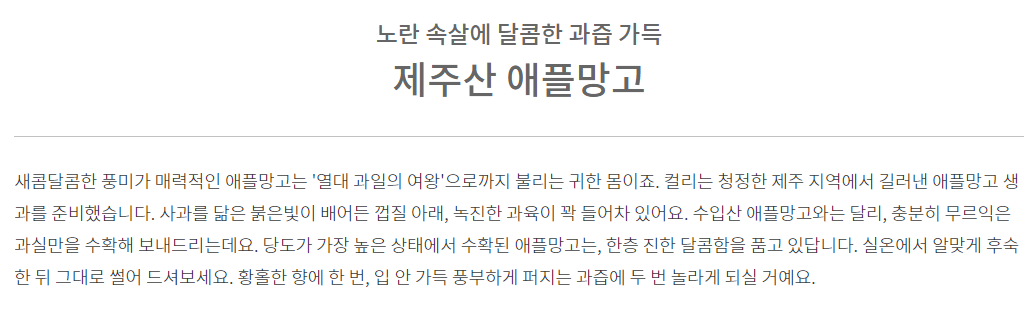 노란 속살에 달콤한 과즙 가득
제주산 애플망고
새콤달콤한 풍미가 매력적인 애플망고는 '열대 과일의 여왕'으로까지 불리는 귀한 몸이죠. 컬리는 청정한 제주 지역에서 길러낸 애플망고 생
과를 준비했습니다. 사과를 닮은 붉은빛이 배어든 껍질 아래, 녹진한 과육이 꽉 들어차 있어요. 수입산 애플망고와는 달리, 충분히 무르익은
과실만을 수확해 보내드리는데요. 당도가 가장 높은 상태에서 수확된 애플망고는, 한층 진한 달콤함을 품고 있답니다. 실온에서 알맞게 후숙
한 뒤 그대로 썰어 드셔보세요. 황홀한 향에 한 번, 입 안 가득 풍부하게 퍼지는 과즙에 두 번 놀라게 되실 거예요.